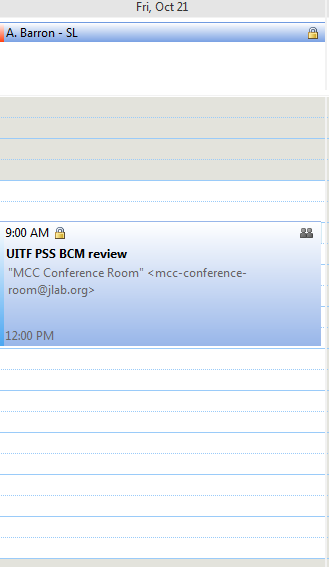 Fri, Oct 21
A. Barron - SL
9:00 AM
UITF PSS BCM review
"MCC Conference Room" <mcc-conference-
room@jlab.org>
12:00 PM